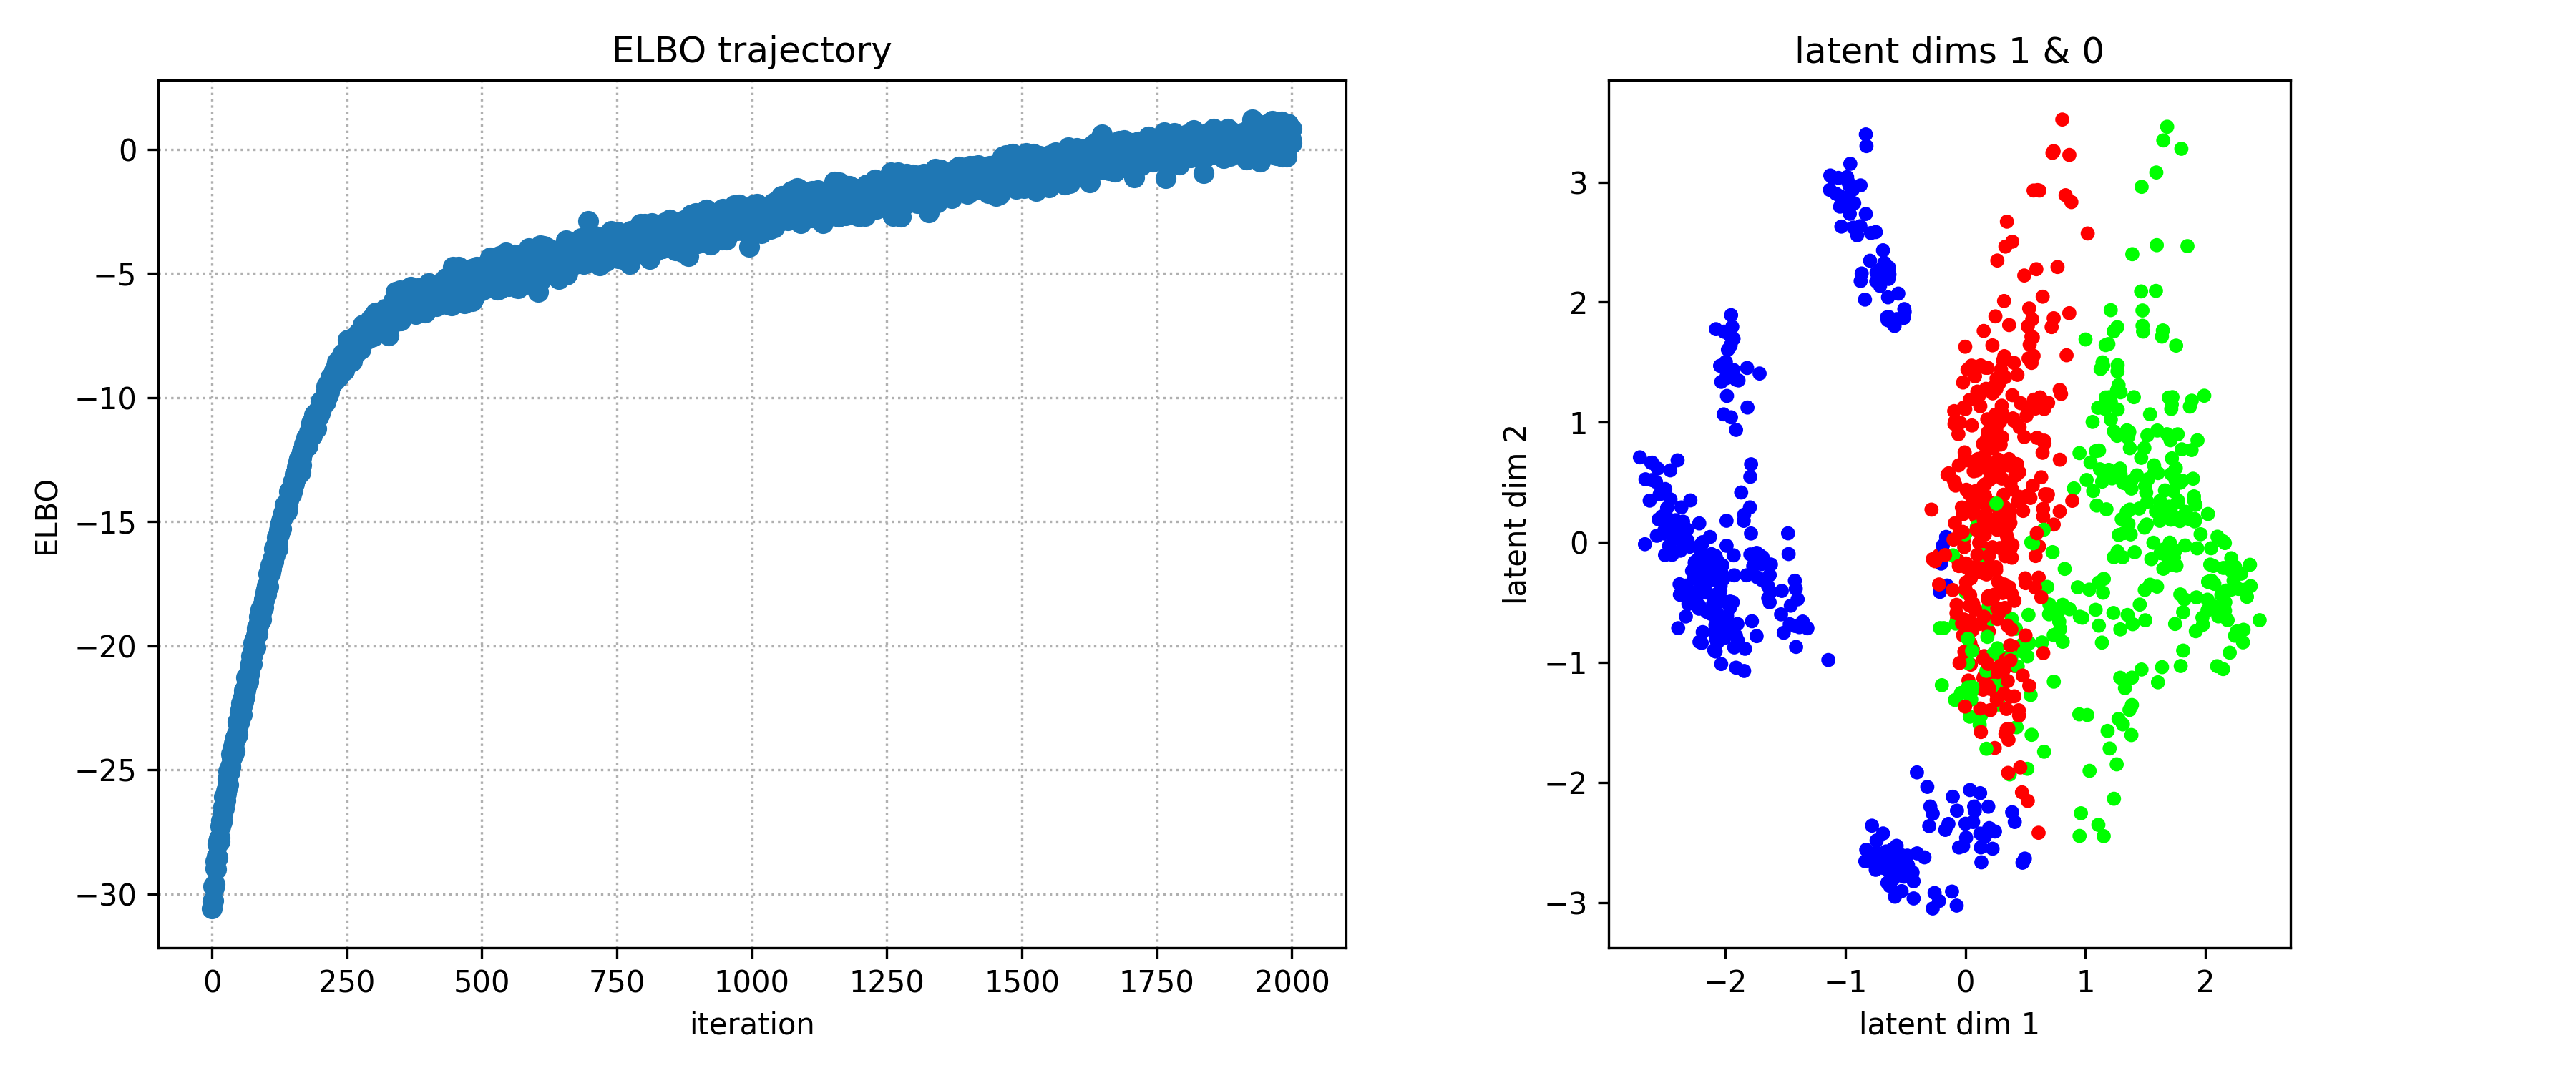 ELBO trajectory
ELBO
0
−5
−10
−15
−20
−25
−30
0 250 500 750 1000 1250 1500 1750 2000
iteration
latent dims 1 & 0
latent dim 2
3
2
1
0
−1
−2
−3
−2 −1 0 1 2
latent dim 1